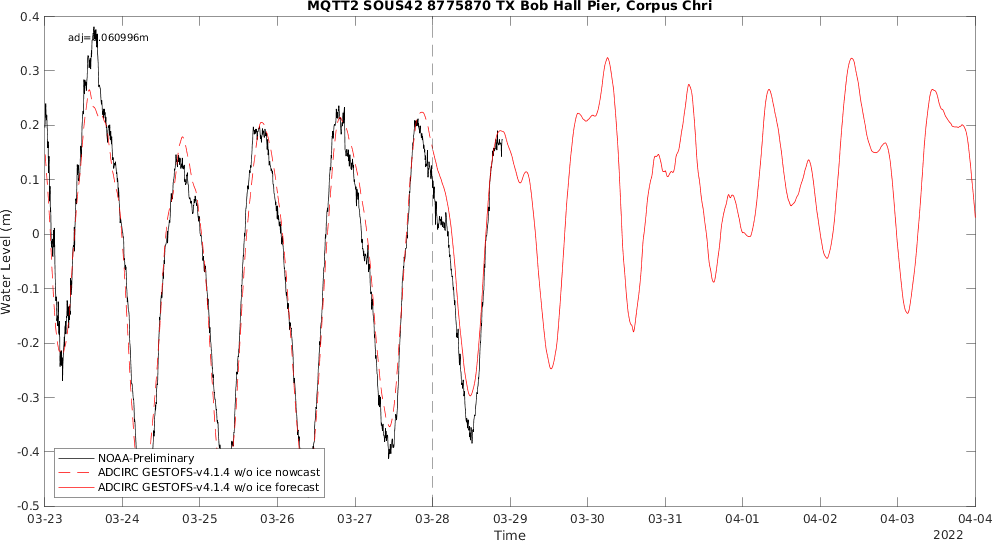 MQTT2 SOUS42 8775870 TX Bob Hall Pier, Corpus Chri
0.4
0.3
0.2
0.1
0
-0.1
-0.2
-0.3
-0.4
-0.5
Water Level (m)
NOAA-Preliminary
ADCIRC GESTOFS-v4.1.4 w/o ice nowcast
ADCIRC GESTOFS-v4.1.4 w/o ice forecast
03-23 03-24 03-25 03-26 03-27 03-28 03-29 03-30 03-31 04-01 04-02 04-03 04-04
Time
2022